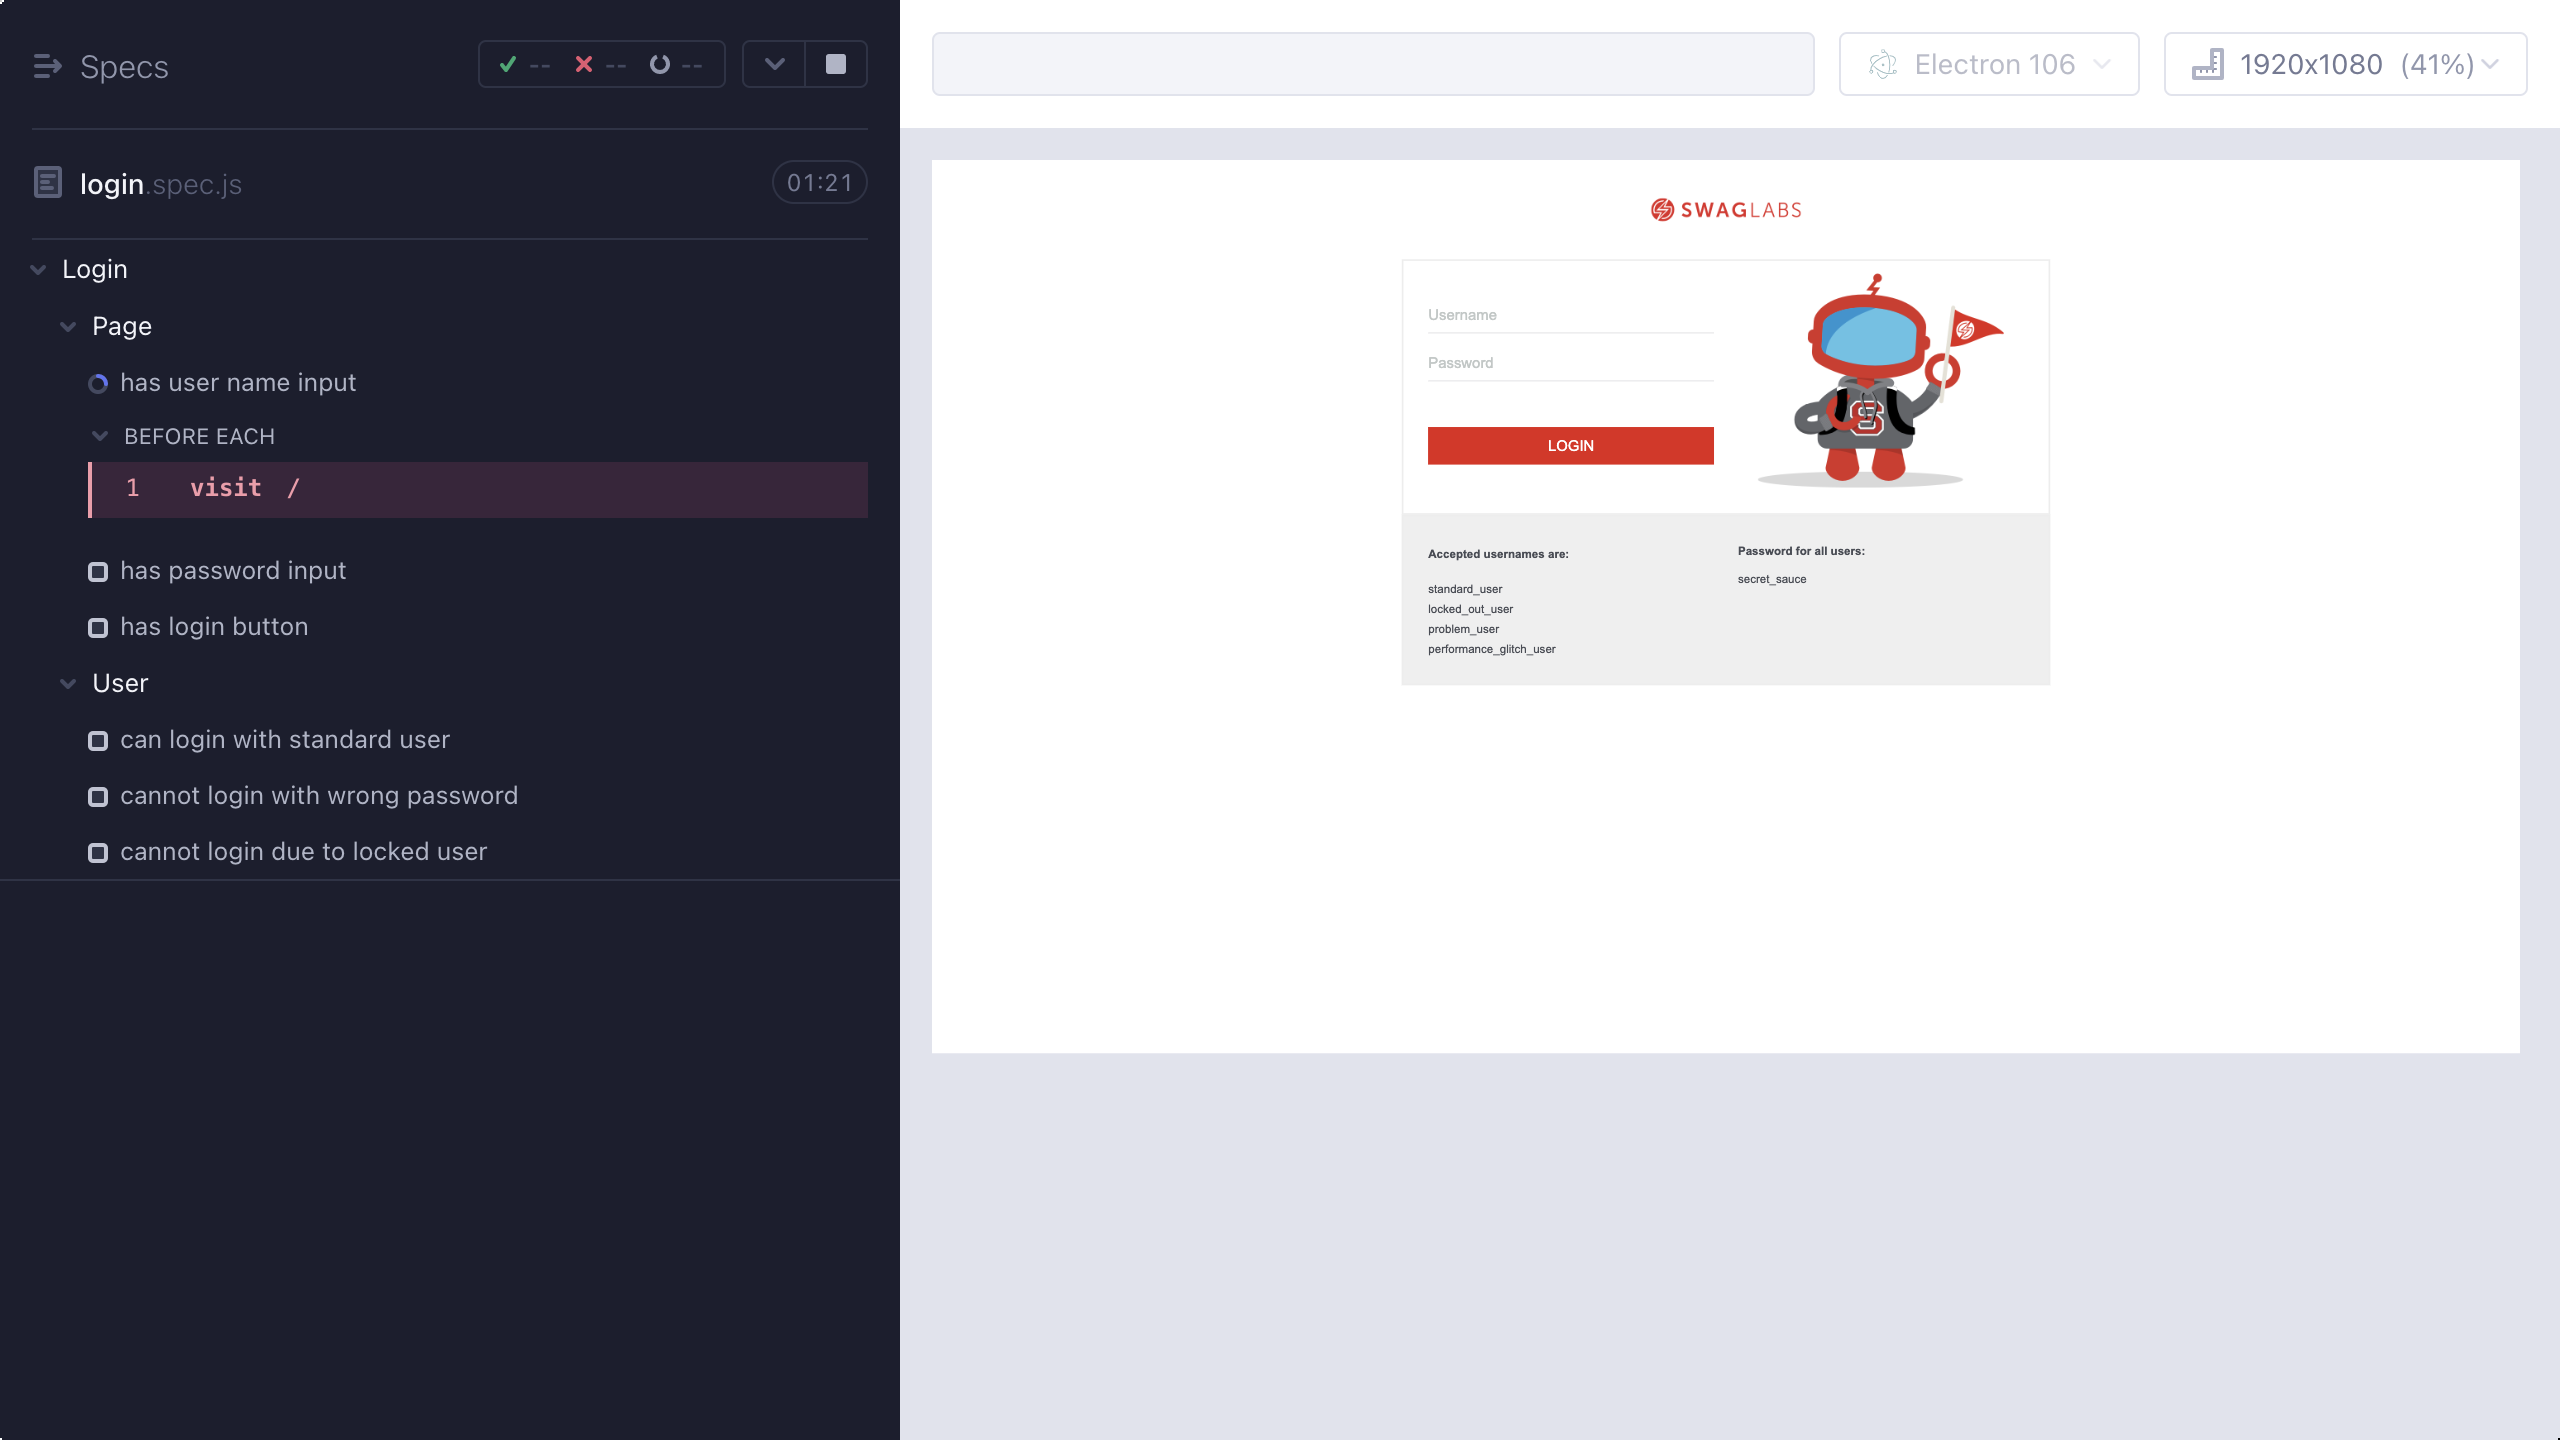 Specs
-- -- --
login.spec.js
01:21
Login
Page
has user name input
BEFORE EACH
1 visit /
has password input
has login button
User
can login with standard user
cannot login with wrong password
cannot login due to locked user
Electron 106
1920x1080 (41%)
SWAGLABS
Username
Password
LOGIN
S
Accepted usernames are:
standard_user
locked_out_user
problem_user
performance_glitch_user
Password for all users:
secret_sauce